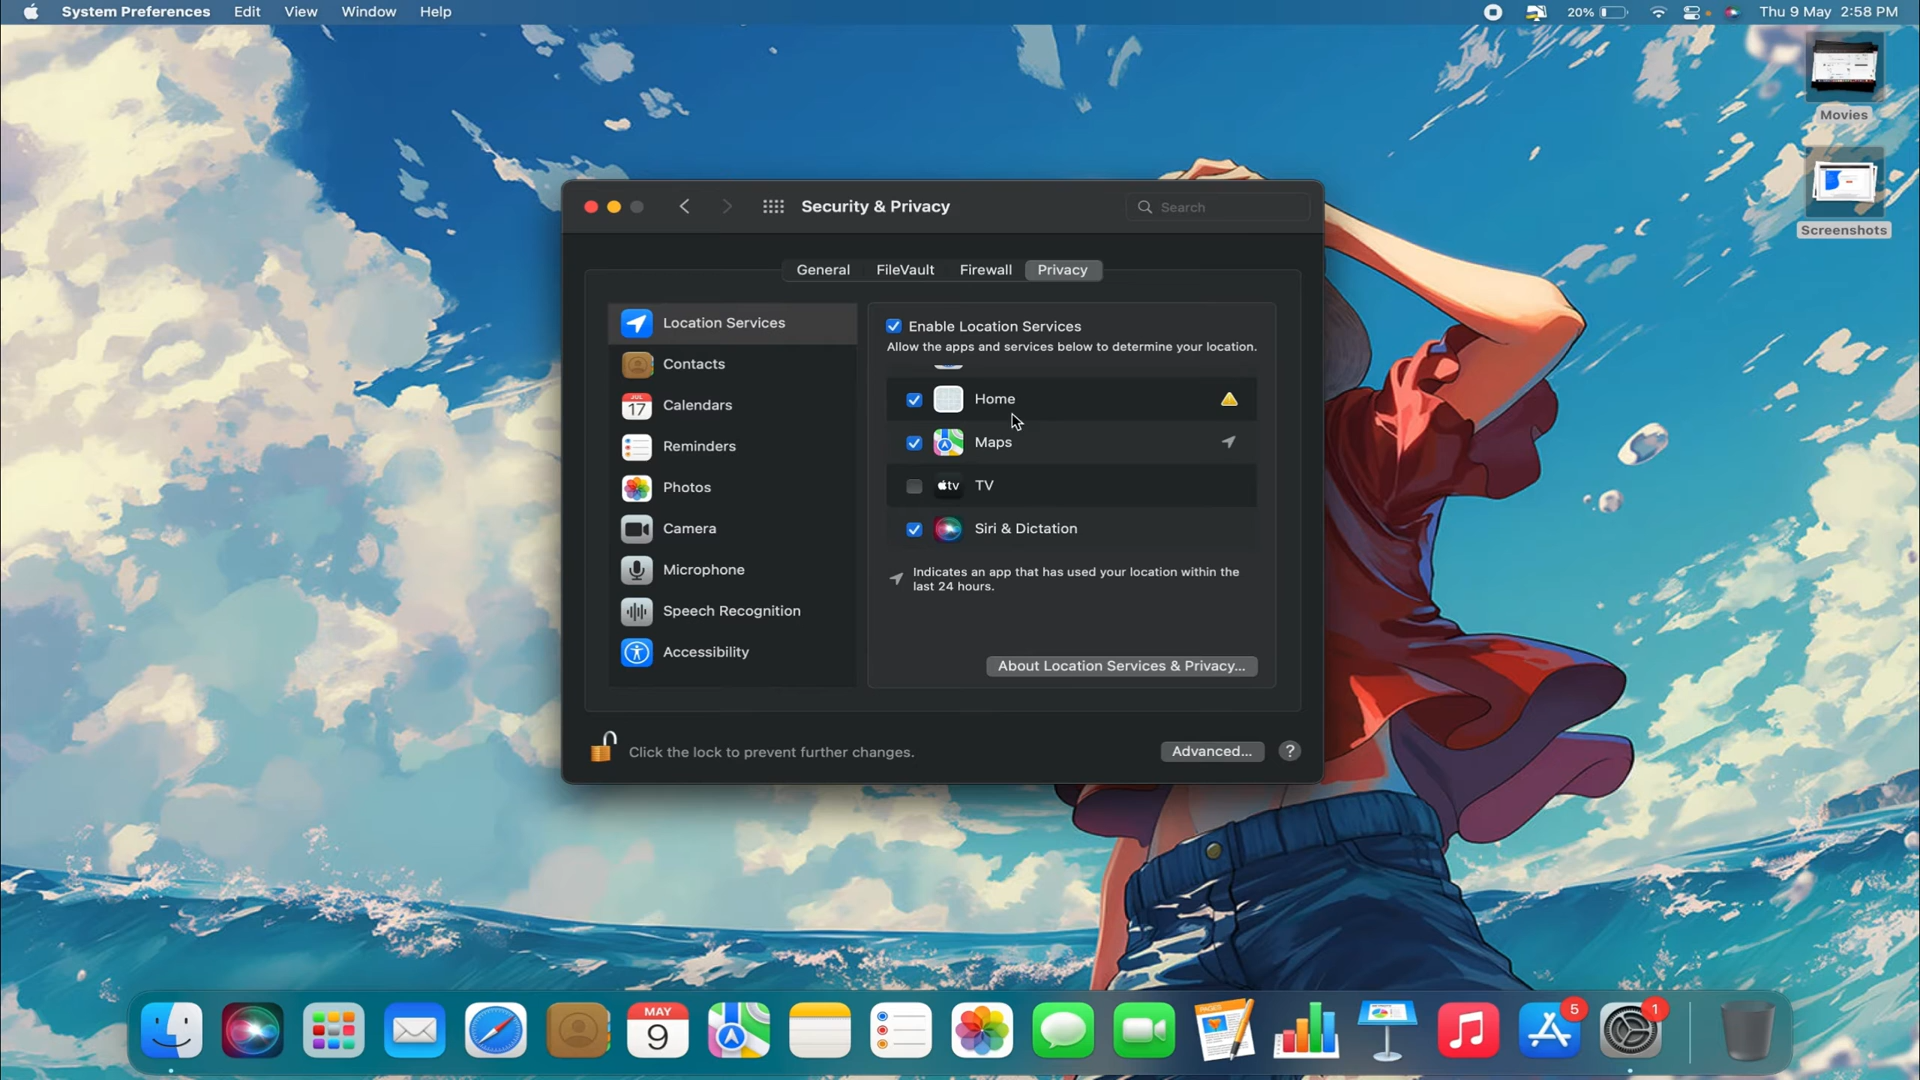 System Preferences Edit View Window Help
20% Thu 9 May 2:58 PM
Movies
Screenshots
Security & Privacy
Search
General FileVault Firewall Privacy
Location Services
Contacts
JUL
17
Calendars
Reminders
Photos
Camera
Microphone
Speech Recognition
Accessibility
Enable Location Services
Allow the apps and services below to determine your location.
Home
Maps
tv TV
Siri & Dictation
Indicates an app that has used your location within the
last 24 hours.
About Location Services & Privacy...
Click the lock to prevent further changes.
Advanced... ?
MAY
9
PAGES
5
1